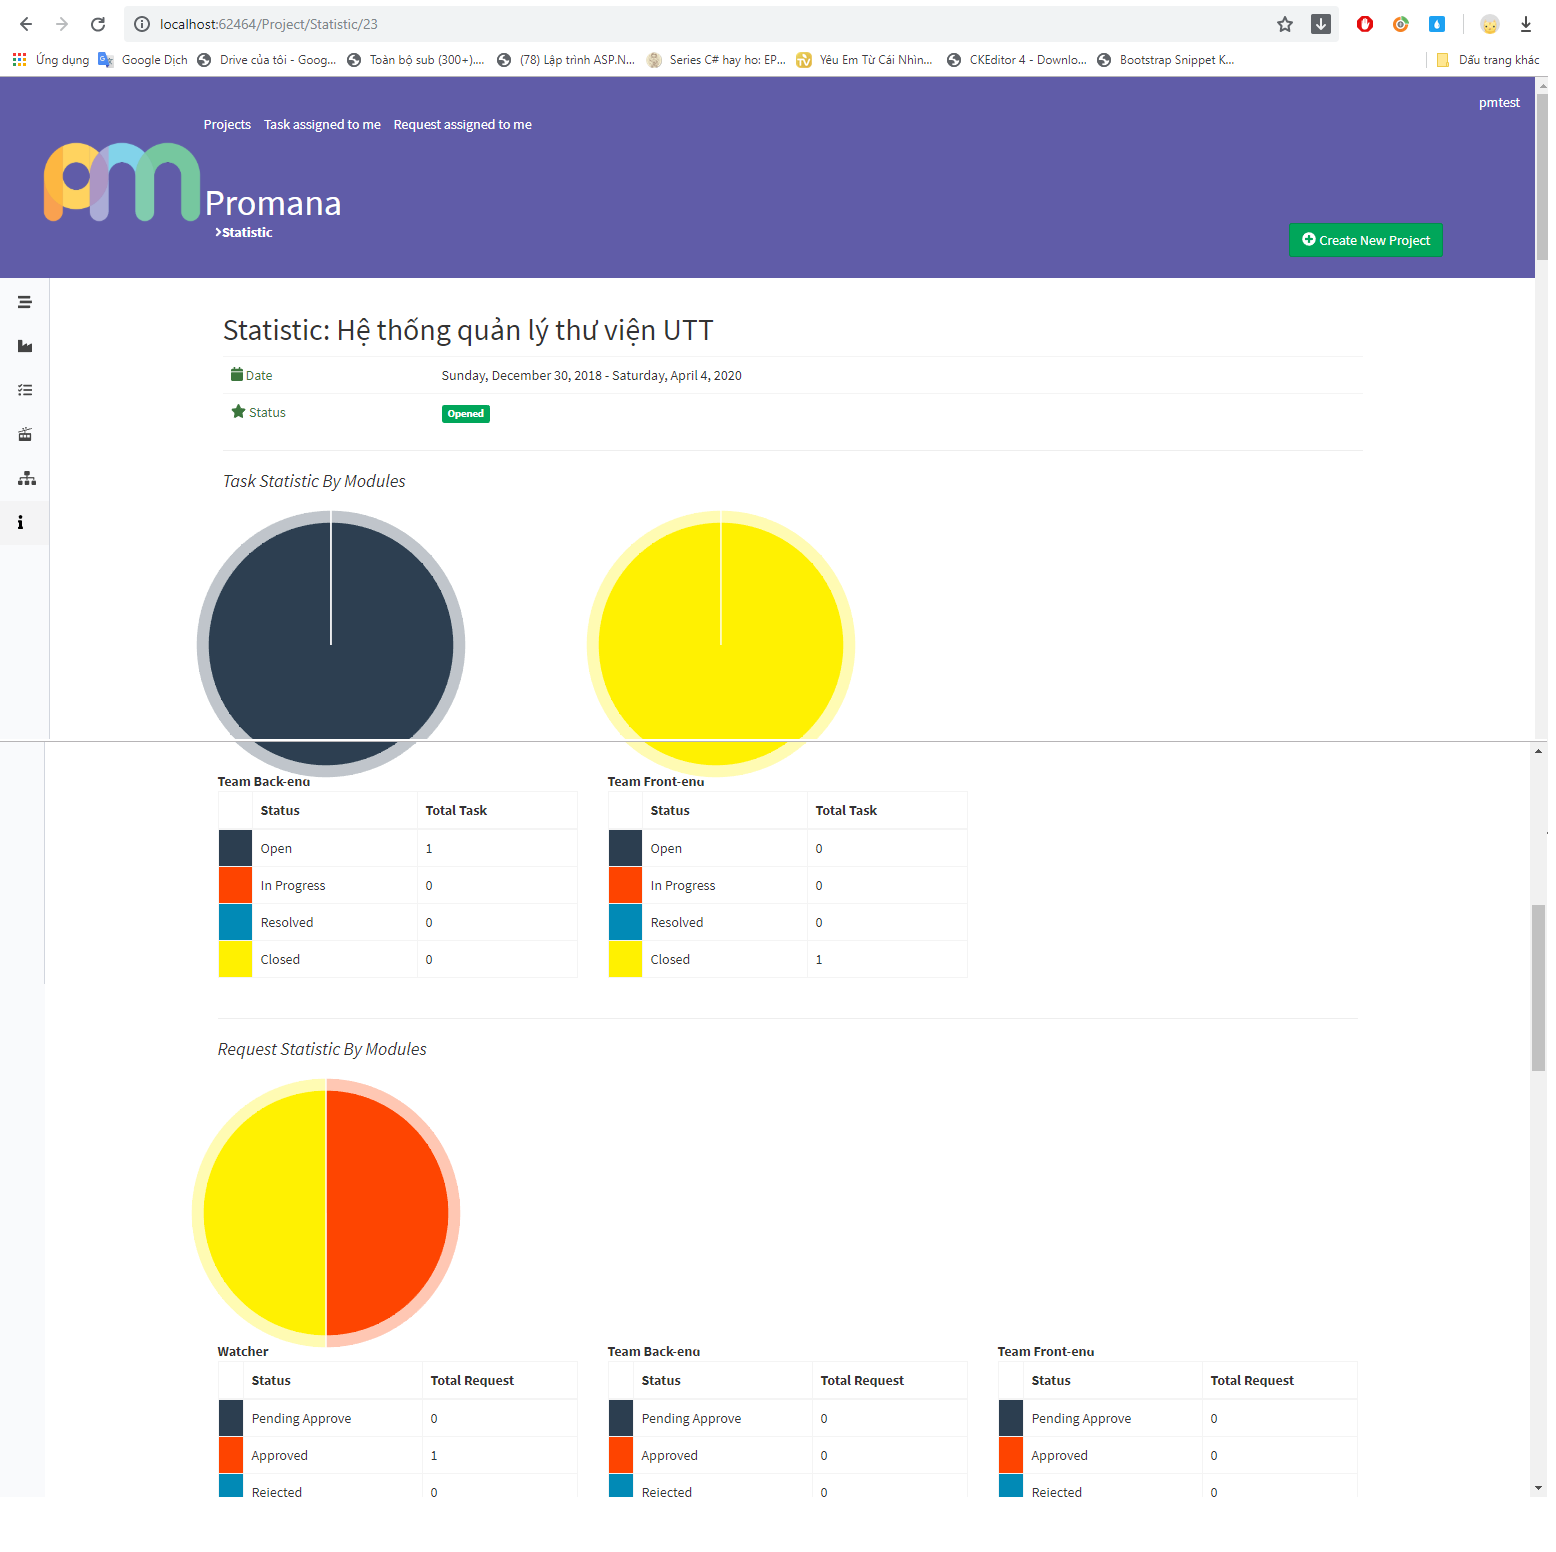 localhost:62464/Project/Statistic/23
Ứng dụng Google Dịch Drive của tôi - Goog... Toàn bộ sub (300+).... (78) Lập trình ASP.N... Series C# hay ho: EP... Yêu Em Từ Cái Nhìn... CKEditor 4 - Downlo... Bootstrap Snippet K... Dấu trang khác
pmtest
Projects Task assigned to me Request assigned to me
pm Promana
Statistic
Create New Project
Statistic: Hệ thống quản lý thư viện UTT
Date Sunday, December 30, 2018 - Saturday, April 4, 2020
Status Opened
Task Statistic By Modules
Team Back-end Team Front-end
Status Total Task Status Total Task
Open 1 Open 0
In Progress 0 In Progress 0
Resolved 0 Resolved 0
Closed 0 Closed 1
Request Statistic By Modules
Watcher Team Back-end Team Front-end
Status Total Request Status Total Request Status Total Request
Pending Approve 0 Pending Approve 0 Pending Approve 0
Approved 1 Approved 0 Approved 0
Rejected 0 Rejected 0 Rejected 0